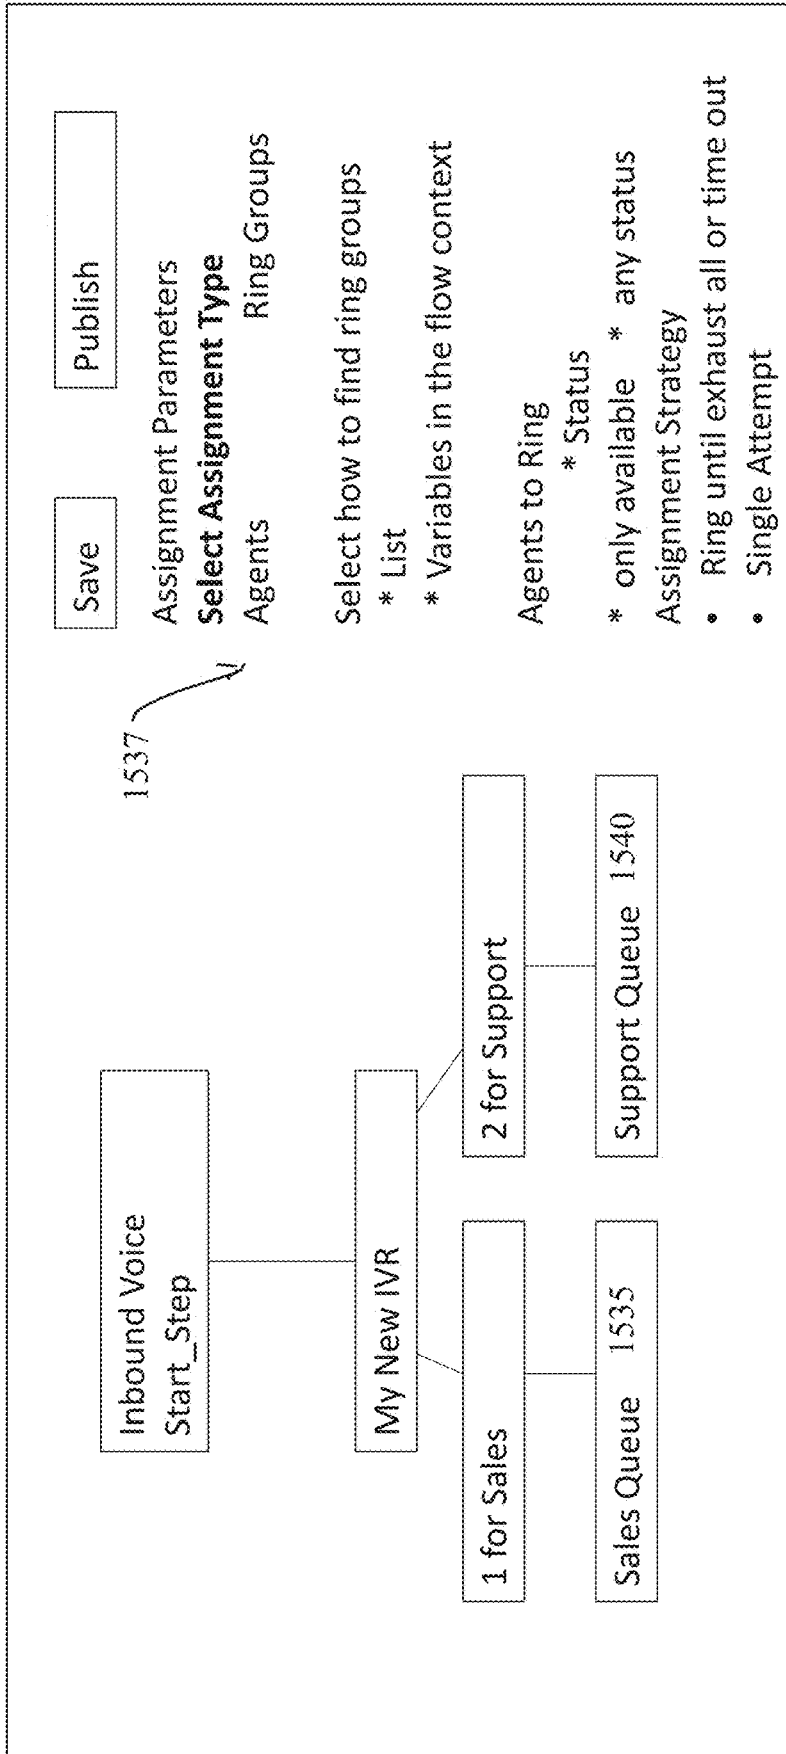 Inbound Voice
Start_Step
My New IVR
1 for Sales
2 for Support
Sales Queue 1535
Support Queue 1540
1537
Save
Publish
Assignment Parameters
Select Assignment Type
Agents Ring Groups
Select how to find ring groups
* List
* Variables in the flow context
Agents to Ring
* Status
* only available * any status
Assignment Strategy
• Ring until exhaust all or time out
• Single Attempt